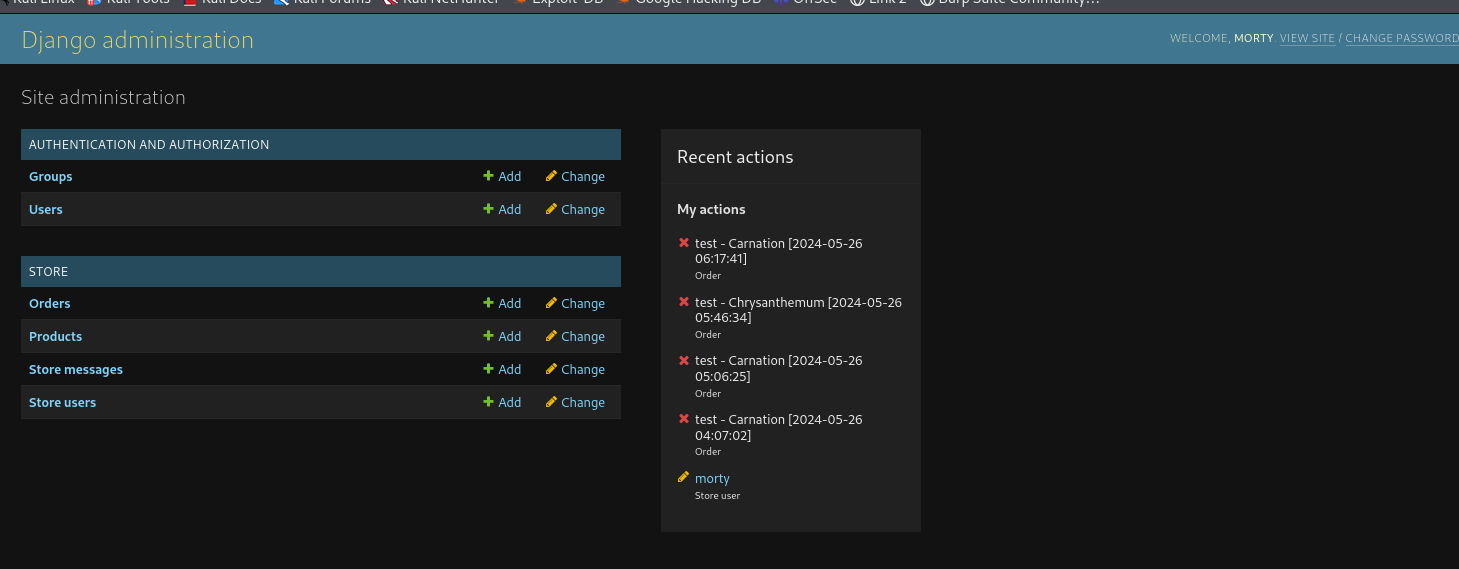 Kali Linux Kali Tools Kali Docs Kali Forums Kali NetHunter Exploit-DB Google Hacking DB OffSec Link 2 Burp Suite Community...
Django administration
WELCOME, MORTY. VIEW SITE / CHANGE PASSWORD
Site administration
AUTHENTICATION AND AUTHORIZATION
Groups Add Change
Users Add Change
STORE
Orders Add Change
Products Add Change
Store messages Add Change
Store users Add Change
Recent actions
My actions
test - Carnation [2024-05-26
06:17:41]
Order
test - Chrysanthemum [2024-05-26
05:46:34]
Order
test - Carnation [2024-05-26
05:06:25]
Order
test - Carnation [2024-05-26
04:07:02]
Order
morty
Store user